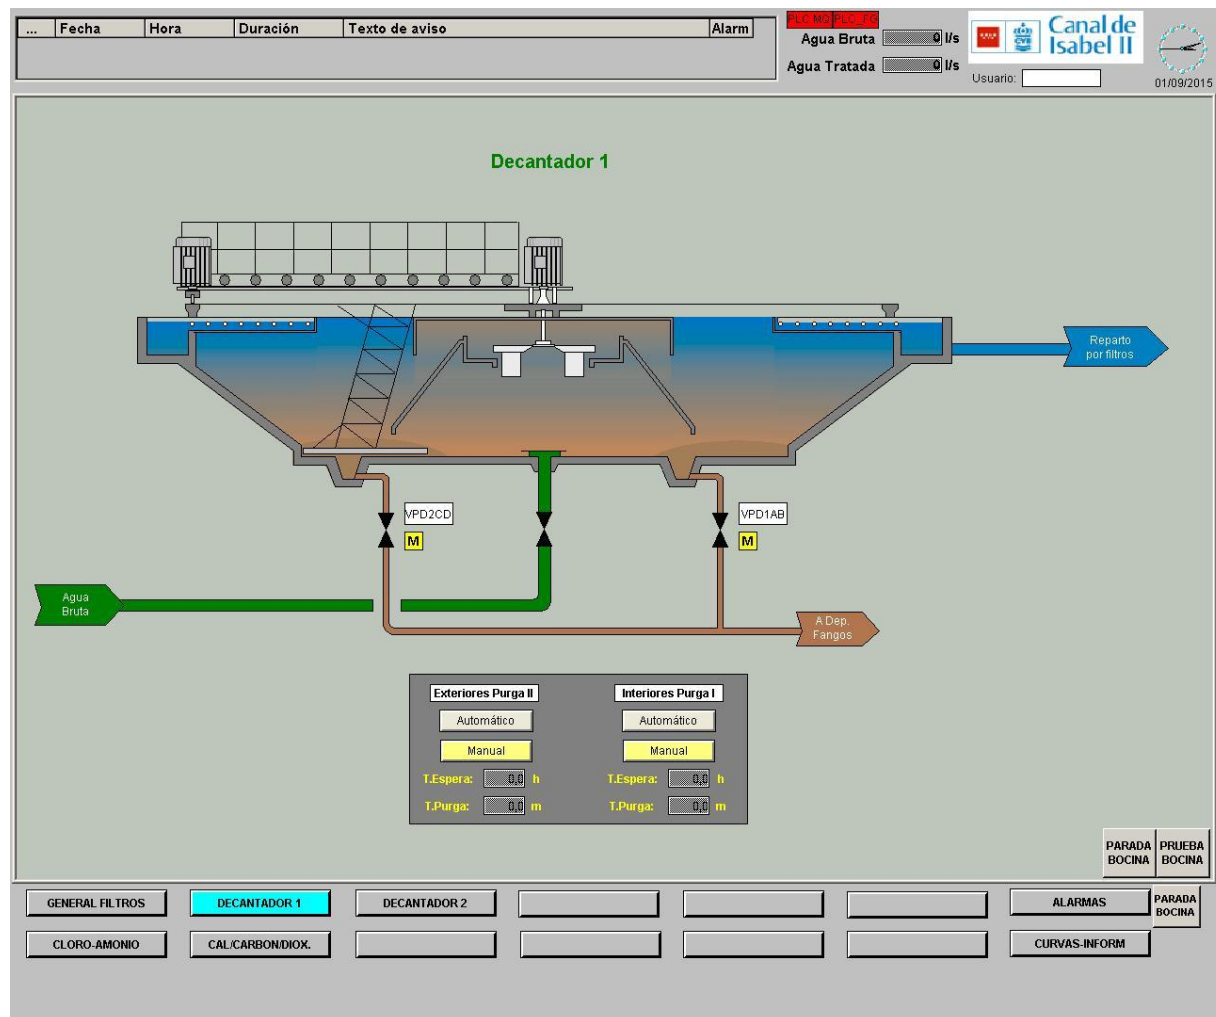 ... Fecha Hora Duración Texto de aviso Alarm
PLC MQ PLC_FG
Agua Bruta 0 l/s
Agua Tratada 0 l/s
Canal de
Isabel II
Usuario:
01/09/2015
Decantador 1
Reparto
por filtros
VPD2CD
M
VPD1AB
M
Agua
Bruta
A Dep.
Fangos
Exteriores Purga II
Automático
Manual
T.Espera: 0,0 h
T.Purga: 0,0 m
Interiores Purga I
Automático
Manual
T.Espera: 0,0 h
T.Purga: 0,0 m
PARADA
BOCINA
PRUEBA
BOCINA
GENERAL FILTROS
DECANTADOR 1
DECANTADOR 2
ALARMAS
PARADA
BOCINA
CLORO-AMONIO
CAL/CARBON/DIOX.
CURVAS-INFORM